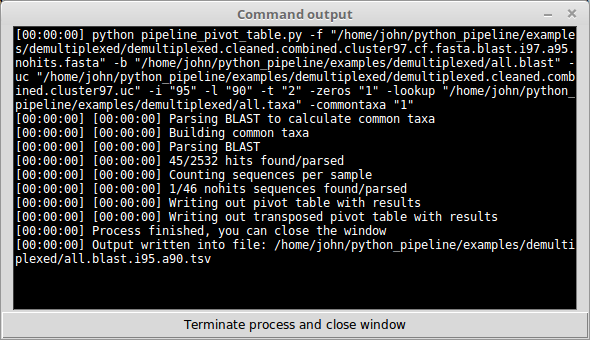 Command output
[00:00:00] python pipeline_pivot_table.py -f "/home/john/python_pipeline/example
s/demultiplexed/demultiplexed.cleaned.combined.cluster97.cf.fasta.blast.i97.a95.
nohits.fasta" -b "/home/john/python_pipeline/examples/demultiplexed/all.blast" -
uc "/home/john/python_pipeline/examples/demultiplexed/demultiplexed.cleaned.comb
ined.cluster97.uc" -i "95" -l "90" -t "2" -zeros "1" -lookup "/home/john/python_
pipeline/examples/demultiplexed/all.taxa" -commontaxa "1"
[00:00:00] [00:00:00] Parsing BLAST to calculate common taxa
[00:00:00] [00:00:00] Building common taxa
[00:00:00] [00:00:00] Parsing BLAST
[00:00:00] [00:00:00] 45/2532 hits found/parsed
[00:00:00] [00:00:00] Counting sequences per sample
[00:00:00] [00:00:00] 1/46 nohits sequences found/parsed
[00:00:00] [00:00:00] Writing out pivot table with results
[00:00:00] [00:00:00] Writing out transposed pivot table with results
[00:00:00] Process finished, you can close the window
[00:00:00] Output written into file: /home/john/python_pipeline/examples/demulti
plexed/all.blast.i95.a90.tsv
Terminate process and close window